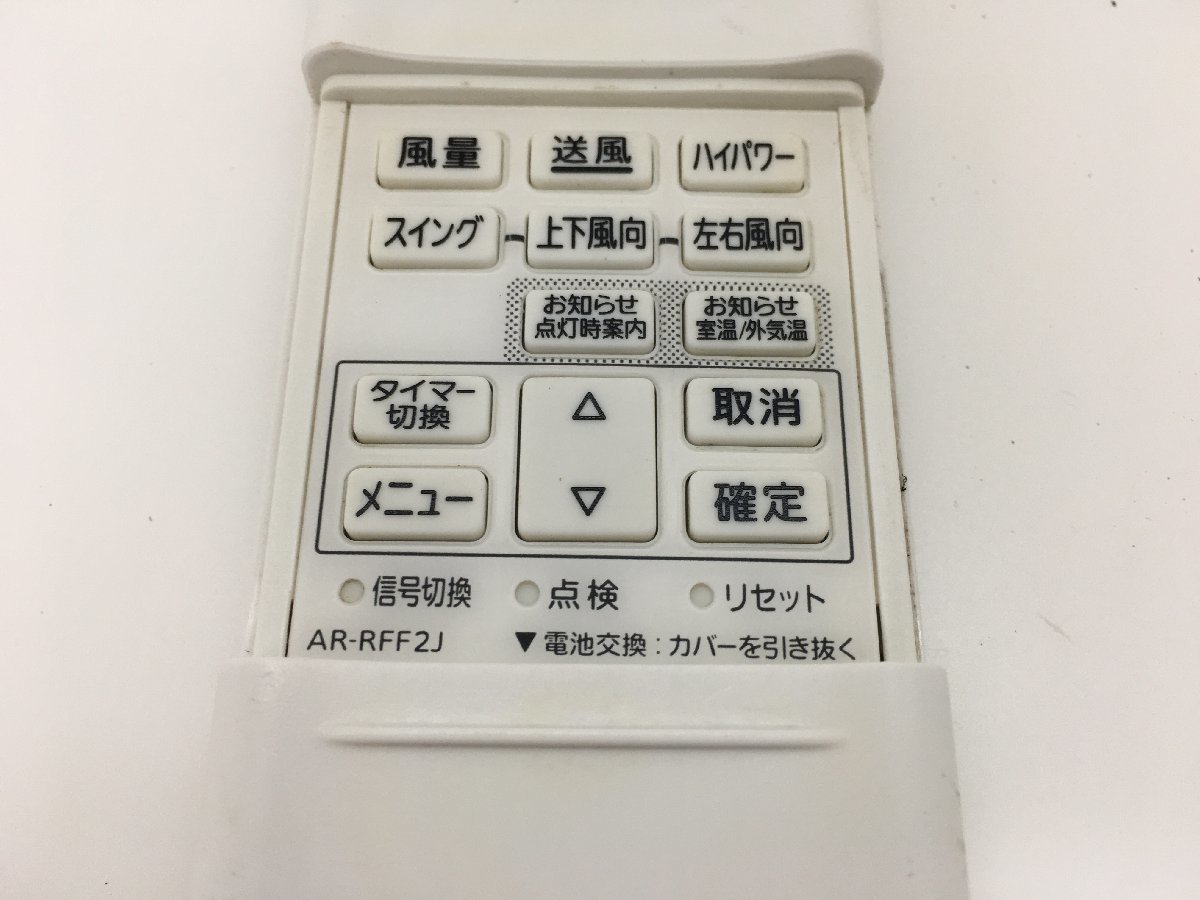 風量 送風 ハイパワー
スイング 上下風向 左右風向
お知らせ
点灯時案内
お知らせ
室温/外気温
タイマー
切換
△
取消
メニュー
▽
確定
信号切換 点検 リセット
AR-RFF2J ▼電池交換：カバーを引き抜く